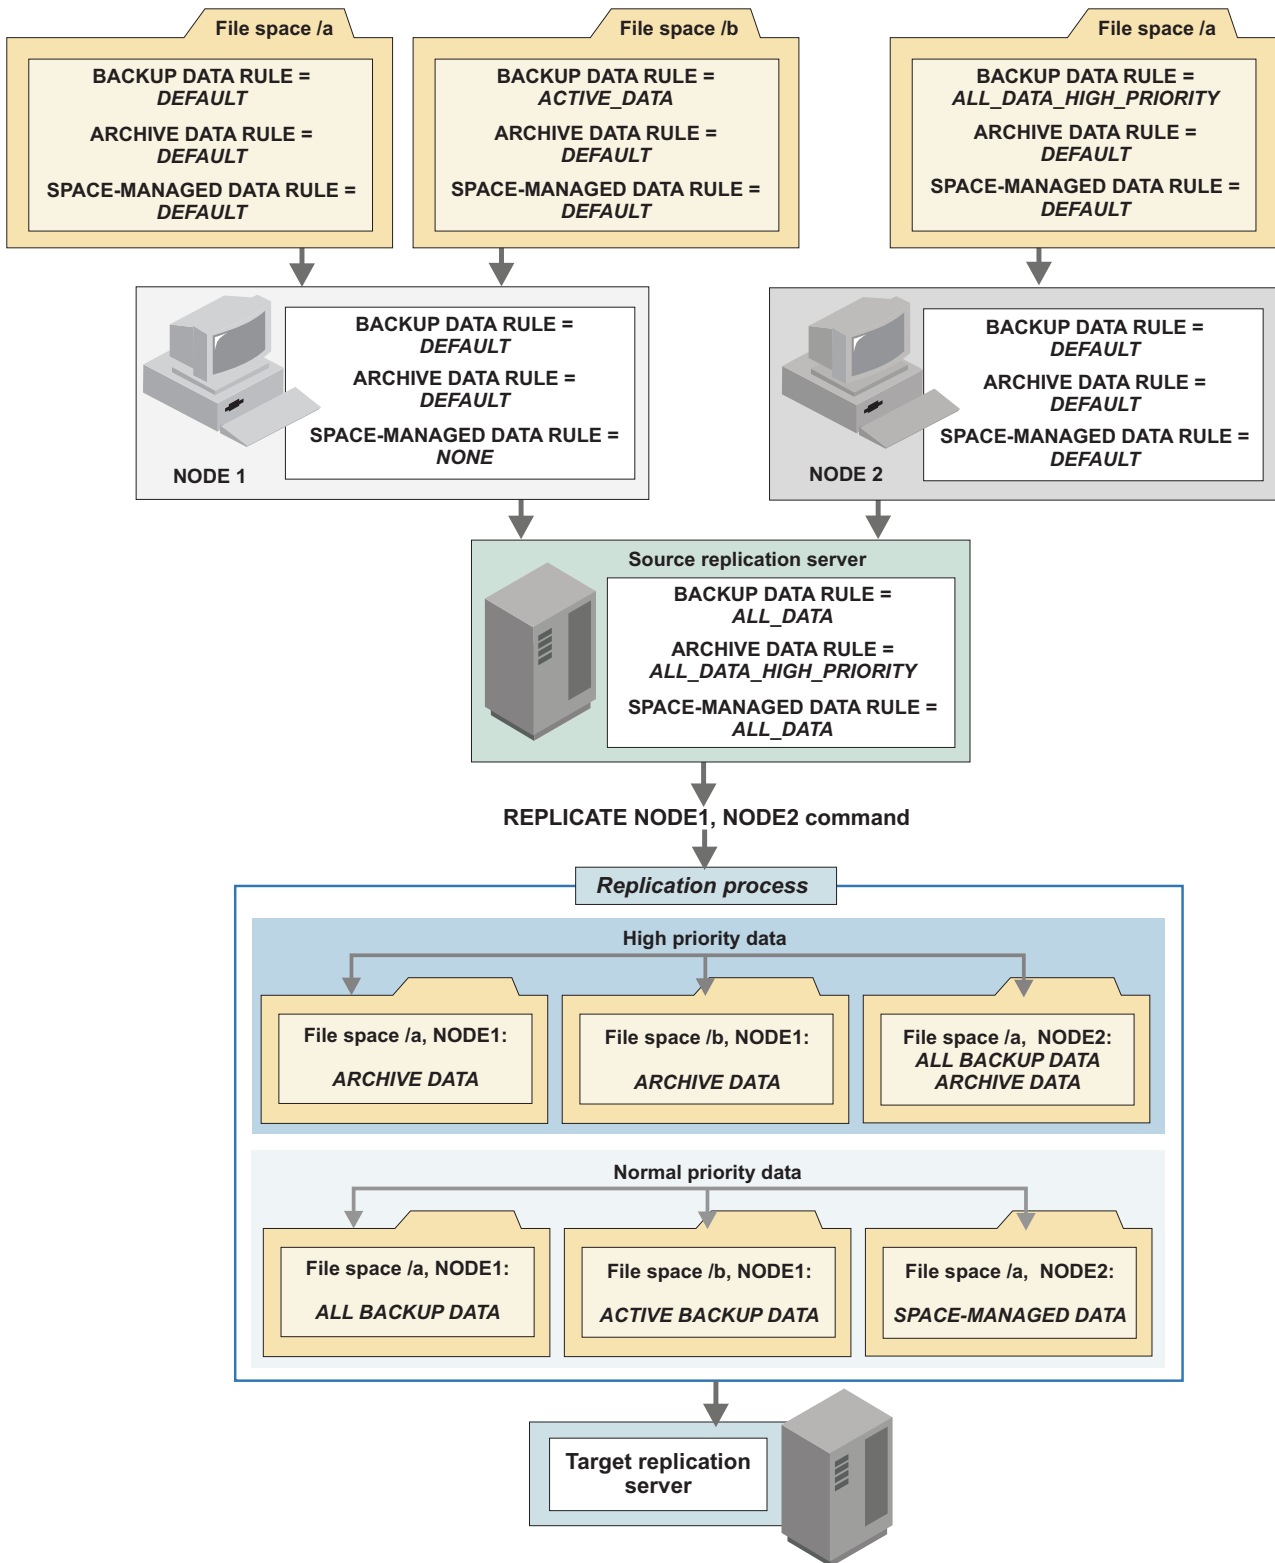 File space /a
BACKUP DATA RULE =
DEFAULT
ARCHIVE DATA RULE =
DEFAULT
SPACE-MANAGED DATA RULE =
DEFAULT
File space /b
BACKUP DATA RULE =
ACTIVE_DATA
ARCHIVE DATA RULE =
DEFAULT
SPACE-MANAGED DATA RULE =
DEFAULT
File space /a
BACKUP DATA RULE =
ALL_DATA_HIGH_PRIORITY
ARCHIVE DATA RULE =
DEFAULT
SPACE-MANAGED DATA RULE =
DEFAULT
BACKUP DATA RULE =
DEFAULT
ARCHIVE DATA RULE =
DEFAULT
SPACE-MANAGED DATA RULE =
NONE
NODE 1
BACKUP DATA RULE =
DEFAULT
ARCHIVE DATA RULE =
DEFAULT
SPACE-MANAGED DATA RULE =
DEFAULT
NODE 2
Source replication server
BACKUP DATA RULE =
ALL_DATA
ARCHIVE DATA RULE =
ALL_DATA_HIGH_PRIORITY
SPACE-MANAGED DATA RULE =
ALL_DATA
REPLICATE NODE1, NODE2 command
Replication process
High priority data
File space /a, NODE1:
ARCHIVE DATA
File space /b, NODE1:
ARCHIVE DATA
File space /a, NODE2:
ALL BACKUP DATA
ARCHIVE DATA
Normal priority data
File space /a, NODE1:
ALL BACKUP DATA
File space /b, NODE1:
ACTIVE BACKUP DATA
File space /a, NODE2:
SPACE-MANAGED DATA
Target replication
server